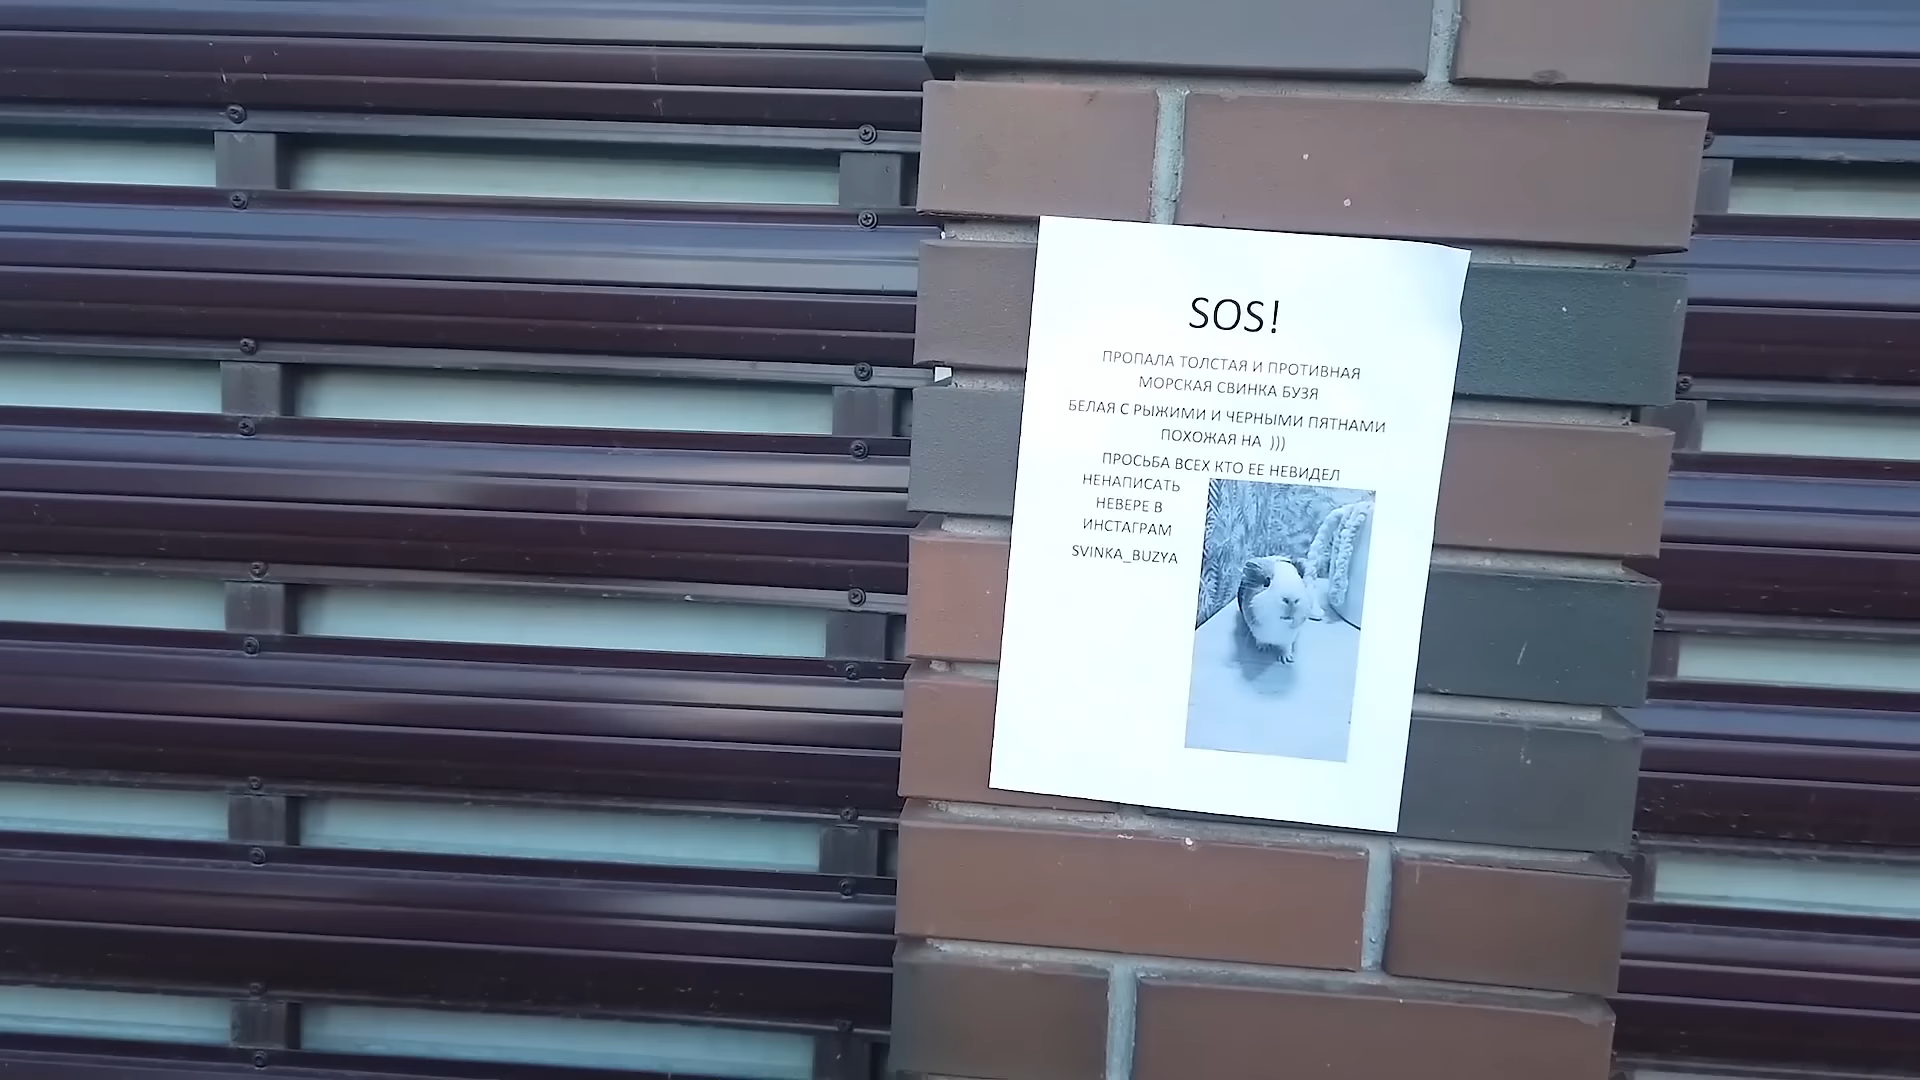 SOS!
ПРОПАЛА ТОЛСТАЯ И ПРОТИВНАЯ
МОРСКАЯ СВИНКА БУЗЯ
БЕЛАЯ С РЫЖИМИ И ЧЕРНЫМИ ПЯТНАМИ
ПОХОЖАЯ НА )))
ПРОСЬБА ВСЕХ КТО ЕЕ НЕВИДЕЛ
НЕНАПИСАТЬ
НЕВЕРЕ В
ИНСТАГРАМ
SVINKA_BUZYA